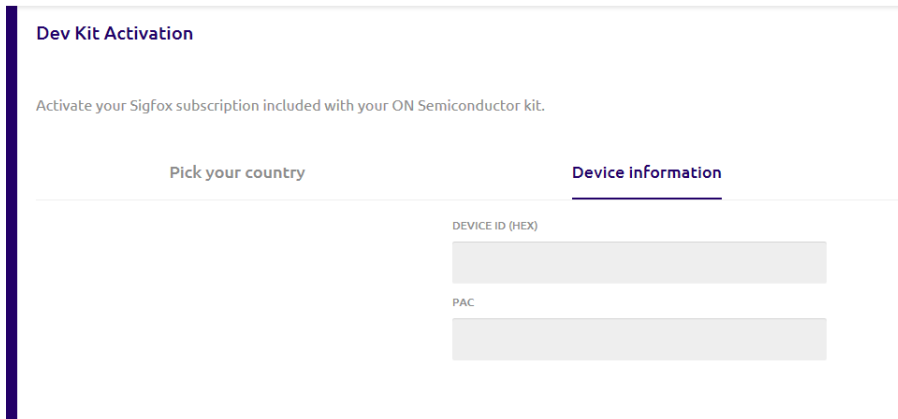 Dev Kit Activation
Activate your Sigfox subscription included with your ON Semiconductor kit.
Pick your country
Device information
DEVICE ID (HEX)
PAC